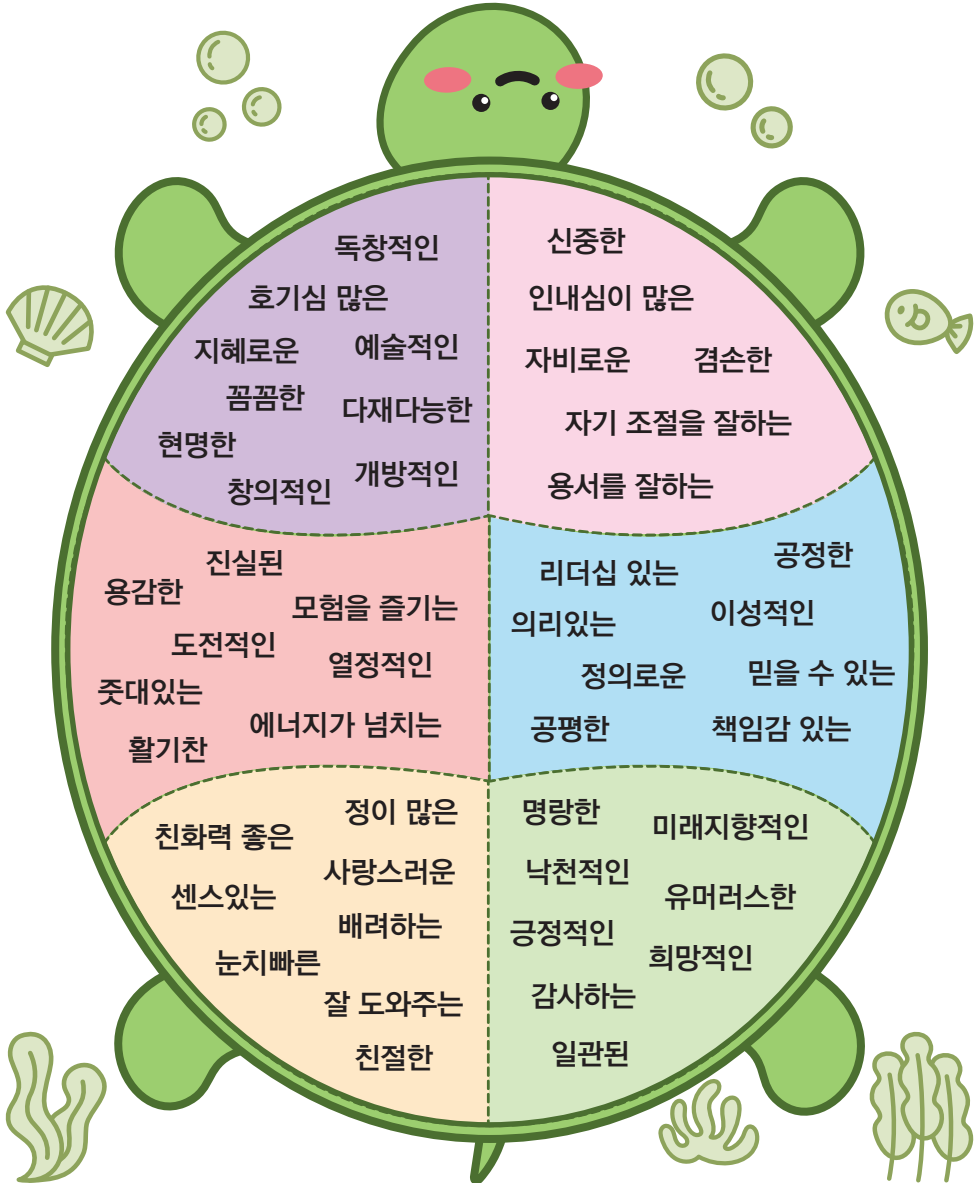 독창적인
호기심 많은
지혜로운
예술적인
꼼꼼한
다재다능한
현명한
개방적인
창의적인
신중한
인내심이 많은
자비로운
겸손한
자기 조절을 잘하는
용서를 잘하는
진실된
용감한
모험을 즐기는
도전적인
열정적인
줏대있는
에너지가 넘치는
활기찬
공정한
리더십 있는
의리있는
이성적인
정의로운
믿을 수 있는
공평한
책임감 있는
정이 많은
친화력 좋은
사랑스러운
센스있는
배려하는
눈치빠른
잘 도와주는
친절한
명랑한
미래지향적인
낙천적인
유머러스한
긍정적인
희망적인
감사하는
일관된